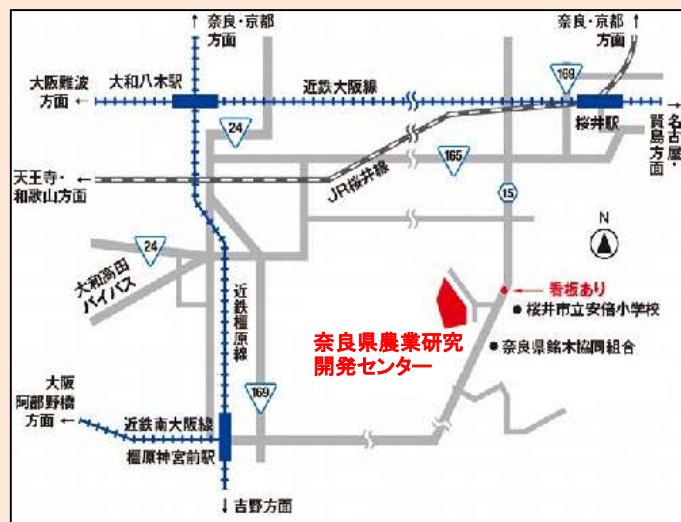 ↑ 奈良・京都
方面
奈良・京都 ↑
方面
大阪難波
方面 ←
大和八木駅
近鉄大阪線
169
桜井駅
→
名古屋・
賢島方面
24
165
天王寺・
和歌山方面
←
JR桜井線
15
N
24
大和高田
バイパス
近鉄橿原線
看板あり
桜井市立安倍小学校
奈良県農業研究
開発センター
奈良県銘木協同組合
大阪
阿部野橋
方面 ←
近鉄南大阪線
169
橿原神宮前駅
↓ 吉野方面